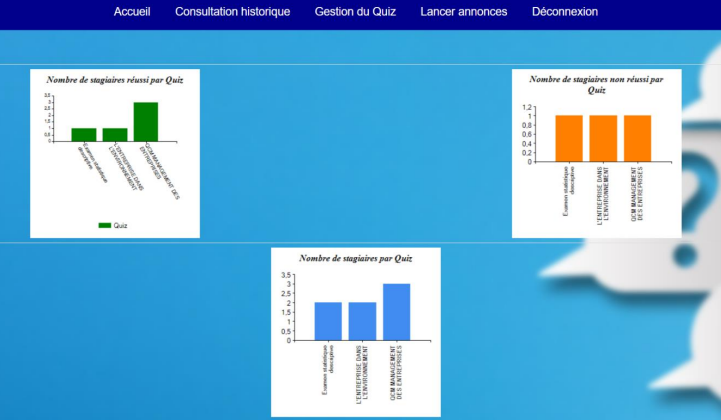 Accueil Consultation historique Gestion du Quiz Lancer annonces Déconnexion
Nombre de stagiaires réussi par Quiz
3,5
3
2,5
2
1,5
1
0,5
0
Examen statistique
descriptive
L'ENTREPRISE DANS
L'ENVIRONNEMENT
QCM MANAGEMENT DES
ENTREPRISES
Quiz
Nombre de stagiaires non réussi par
Quiz
1,2
1
0,8
0,6
0,4
0,2
0
Examen statistique
descriptive
L'ENTREPRISE DANS
L'ENVIRONNEMENT
QCM MANAGEMENT
DES ENTREPRISES
Nombre de stagiaires par Quiz
3,5
3
2,5
2
1,5
1
0,5
0
Examen statistique
descriptive
L'ENTREPRISE DANS
L'ENVIRONNEMENT
QCM MANAGEMENT
DES ENTREPRISES